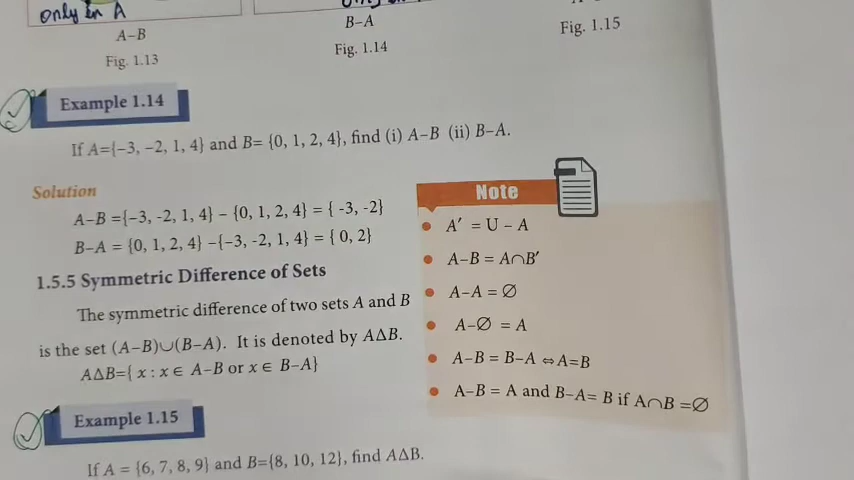 only in A
A–B
Fig. 1.13
B–A
Fig. 1.14
Fig. 1.15
Example 1.14
If A={–3, –2, 1, 4} and B= {0, 1, 2, 4}, find (i) A–B (ii) B–A.
Solution
A–B ={–3, -2, 1, 4} – {0, 1, 2, 4} = { -3, -2}
B–A = {0, 1, 2, 4} –{-3, -2, 1, 4} = { 0, 2}
1.5.5 Symmetric Difference of Sets
The symmetric difference of two sets A and B
is the set (A–B)∪(B–A). It is denoted by AΔB.
AΔB={ x : x ∈ A–B or x ∈ B–A}
Note
A′ = U – A
A–B = A∩B′
A–A = ∅
A–∅ = A
A–B = B–A ⇔ A=B
A–B = A and B–A= B if A∩B =∅
Example 1.15
If A = {6, 7, 8, 9} and B={8, 10, 12}, find AΔB.